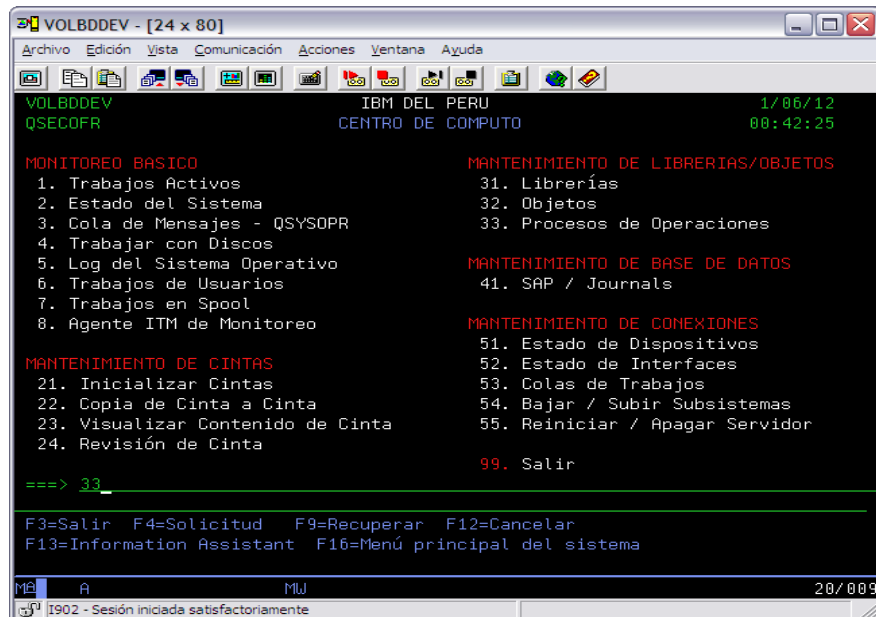 VOLBDDEV - [24 x 80]
Archivo Edición Vista Comunicación Acciones Ventana Ayuda
VOLBDDEV IBM DEL PERU 1/06/12
QSECOFR CENTRO DE COMPUTO 00:42:25
MONITOREO BASICO
1. Trabajos Activos
2. Estado del Sistema
3. Cola de Mensajes - QSYSOPR
4. Trabajar con Discos
5. Log del Sistema Operativo
6. Trabajos de Usuarios
7. Trabajos en Spool
8. Agente ITM de Monitoreo
MANTENIMIENTO DE CINTAS
21. Inicializar Cintas
22. Copia de Cinta a Cinta
23. Visualizar Contenido de Cinta
24. Revisión de Cinta
MANTENIMIENTO DE LIBRERIAS/OBJETOS
31. Librerías
32. Objetos
33. Procesos de Operaciones
MANTENIMIENTO DE BASE DE DATOS
41. SAP / Journals
MANTENIMIENTO DE CONEXIONES
51. Estado de Dispositivos
52. Estado de Interfaces
53. Colas de Trabajos
54. Bajar / Subir Subsistemas
55. Reiniciar / Apagar Servidor
99. Salir
===> 33
F3=Salir F4=Solicitud F9=Recuperar F12=Cancelar
F13=Information Assistant F16=Menú principal del sistema
MA A MW 20/009
I902 - Sesión iniciada satisfactoriamente